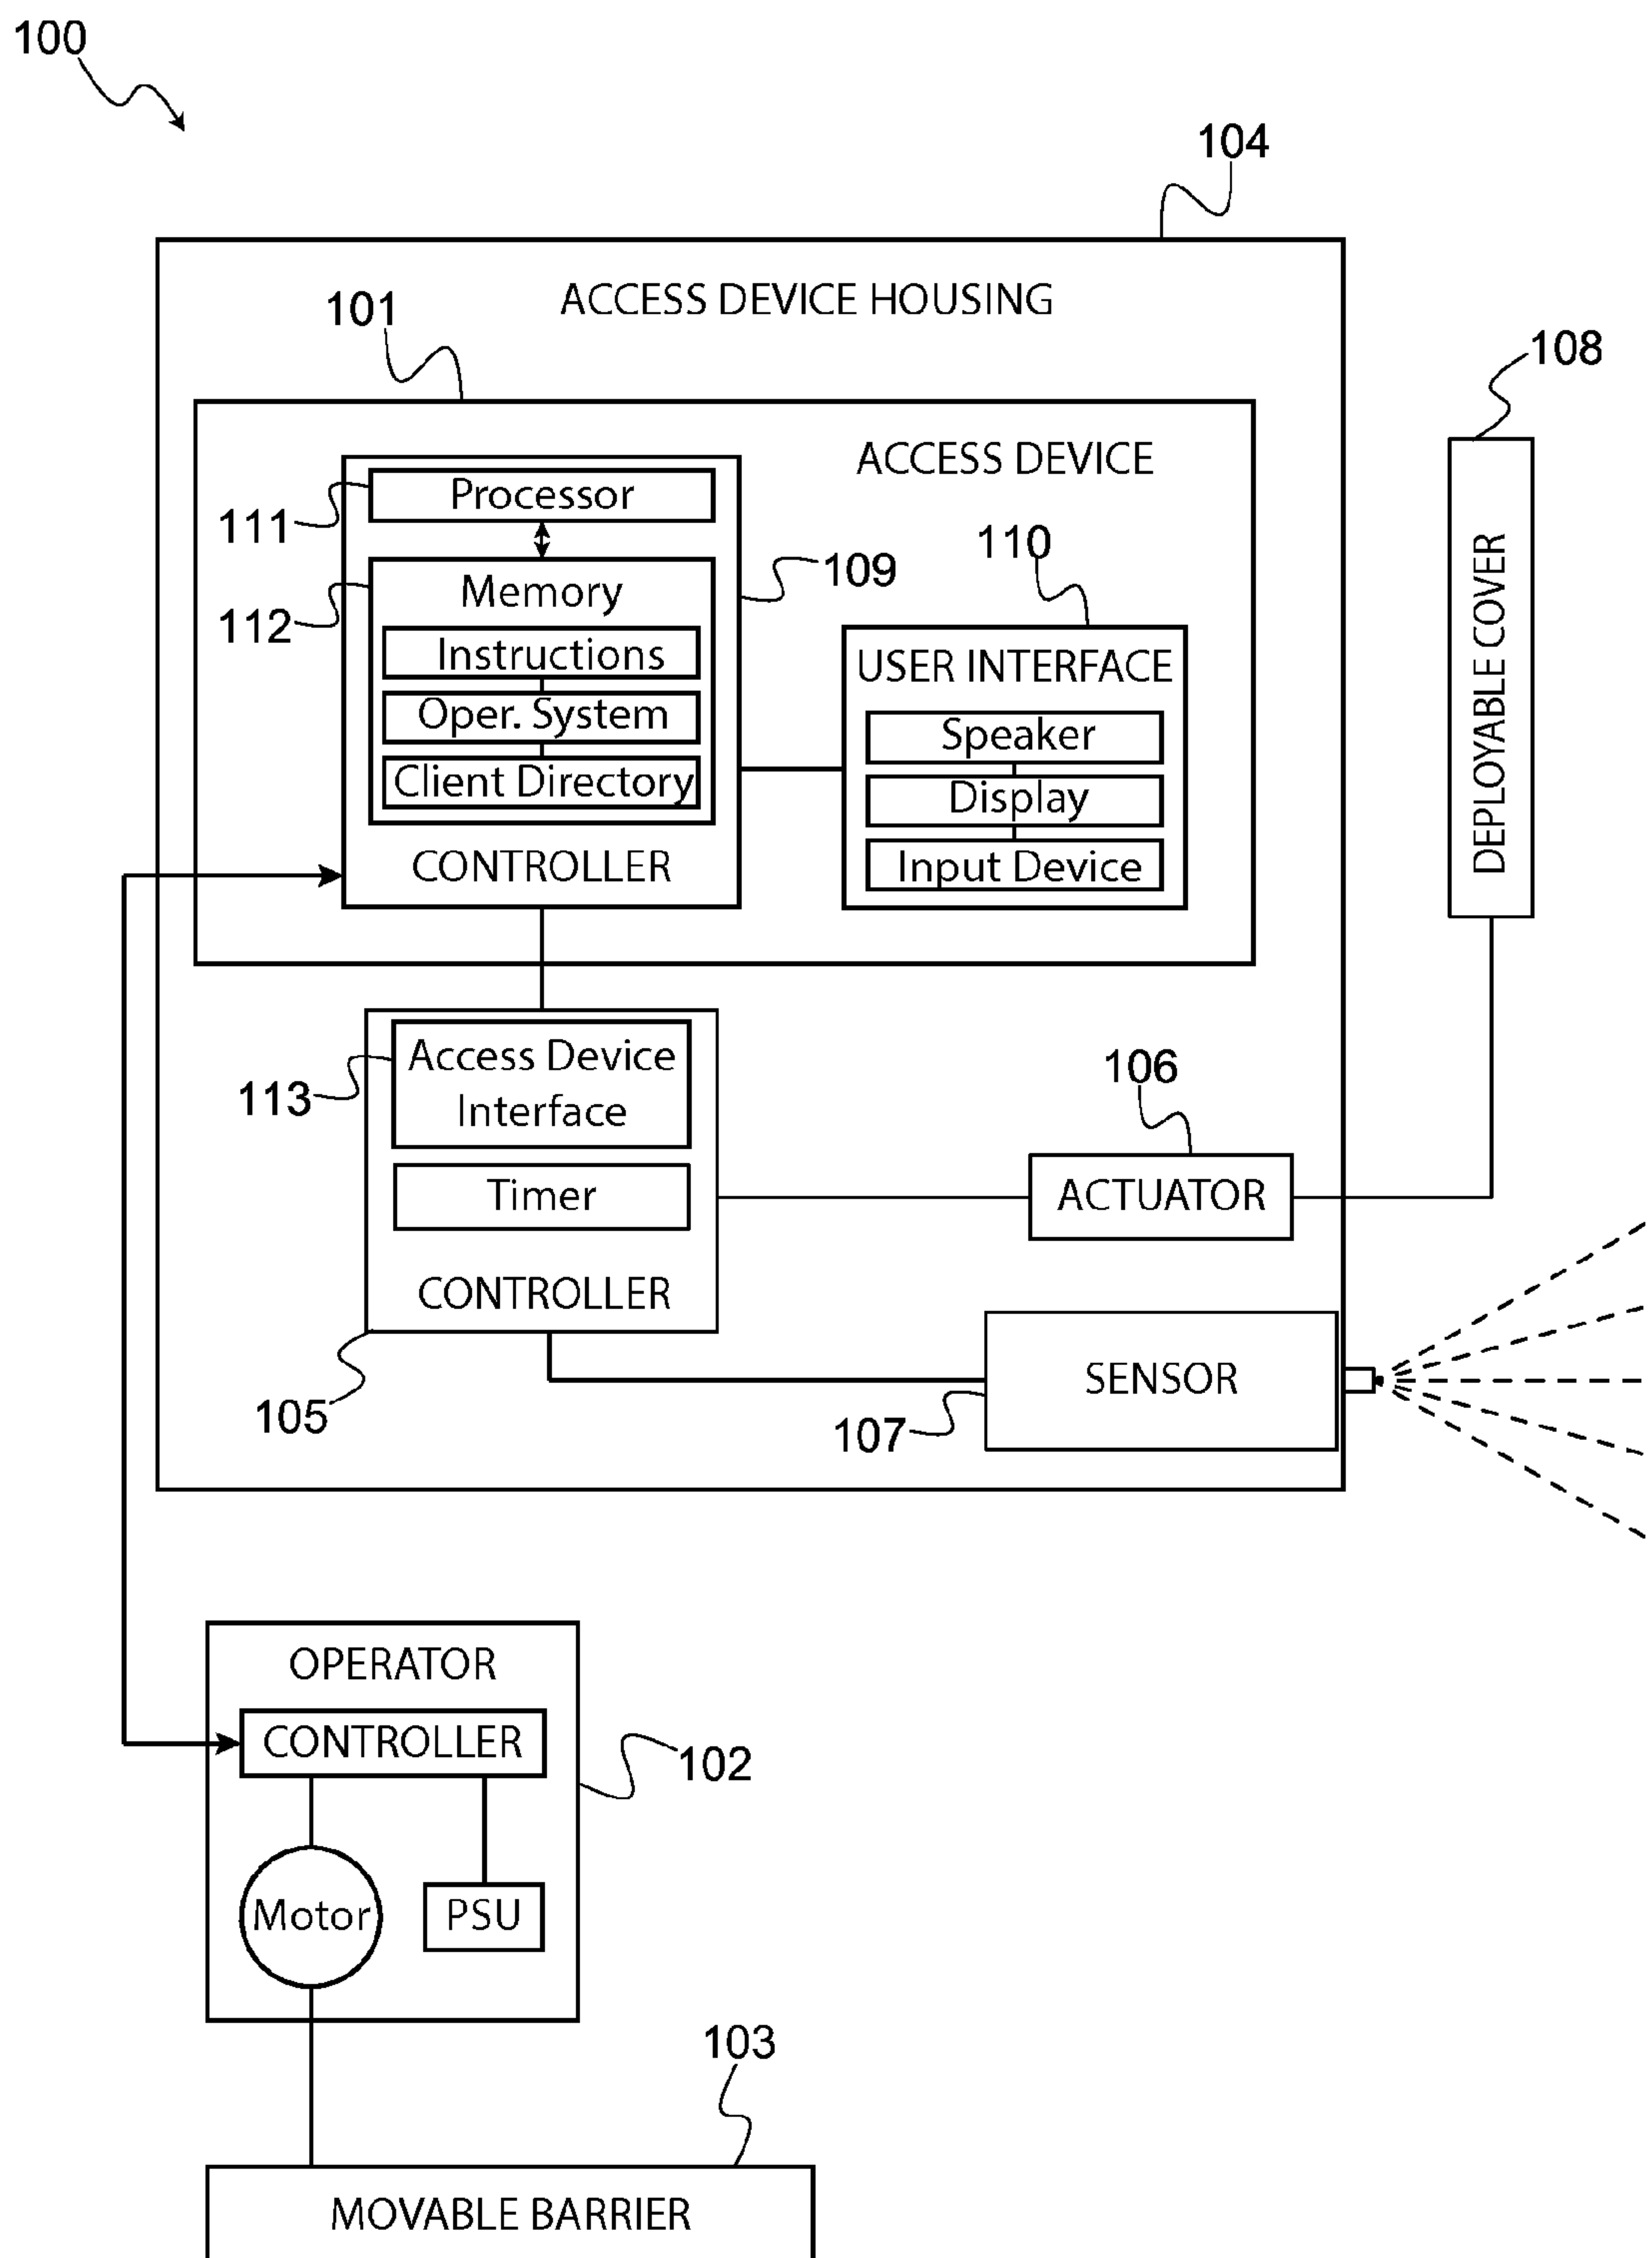 100
104
ACCESS DEVICE HOUSING
101
108
ACCESS DEVICE
Processor
111
110
109
Memory
112
Instructions
USER INTERFACE
Oper. System
Speaker
Client Directory
Display
CONTROLLER
Input Device
DEPLOYABLE COVER
Access Device
Interface
113
106
Timer
ACTUATOR
CONTROLLER
SENSOR
105
107
OPERATOR
CONTROLLER
102
Motor
PSU
103
MOVABLE BARRIER